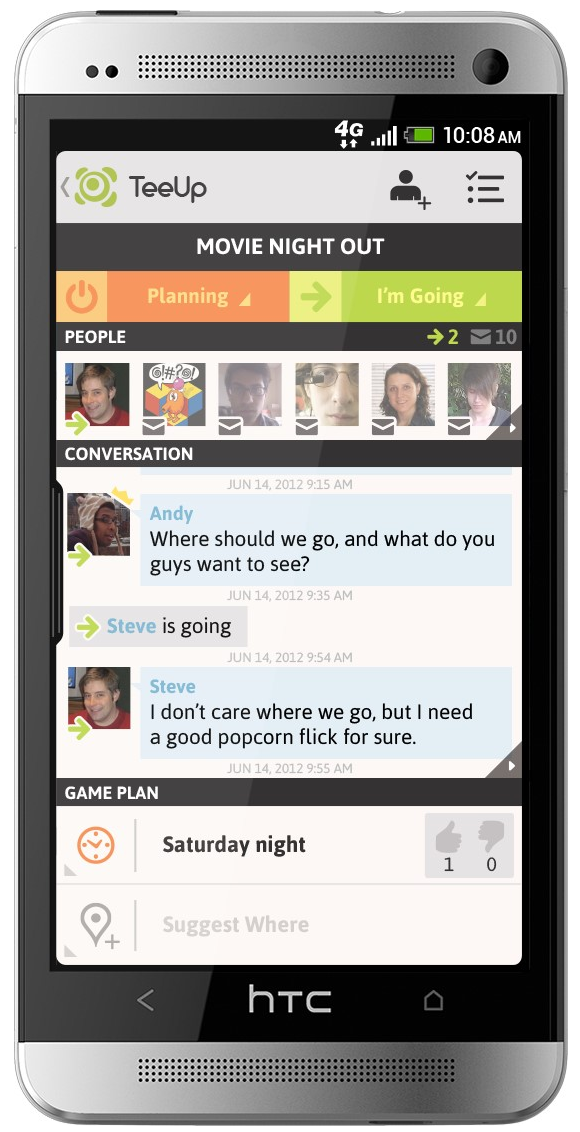 4G 10:08 AM
TeeUp
MOVIE NIGHT OUT
Planning I'm Going
PEOPLE 2 10
@!#?@!
CONVERSATION
JUN 14, 2012 9:15 AM
Andy
Where should we go, and what do you
guys want to see?
JUN 14, 2012 9:35 AM
Steve is going
JUN 14, 2012 9:54 AM
Steve
I don't care where we go, but I need
a good popcorn flick for sure.
JUN 14, 2012 9:55 AM
GAME PLAN
Saturday night
1 0
Suggest Where
hTC